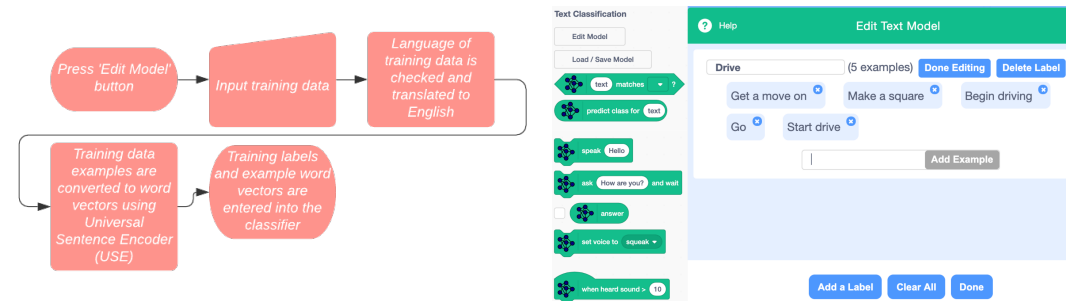 Press 'Edit Model'
button
Input training data
Language of
training data is
checked and
translated to
English
Training data
examples are
converted to word
vectors using
Universal
Sentence Encoder
(USE)
Training labels
and example word
vectors are
entered into the
classifier
Text Classification
Edit Model
Load / Save Model
text matches ?
predict class for text
speak Hello
ask How are you? and wait
answer
set voice to squeak
when heard sound > 10
? Help
Edit Text Model
Drive (5 examples) Done Editing Delete Label
Get a move on Make a square Begin driving
Go Start drive
Add Example
Add a Label Clear All Done